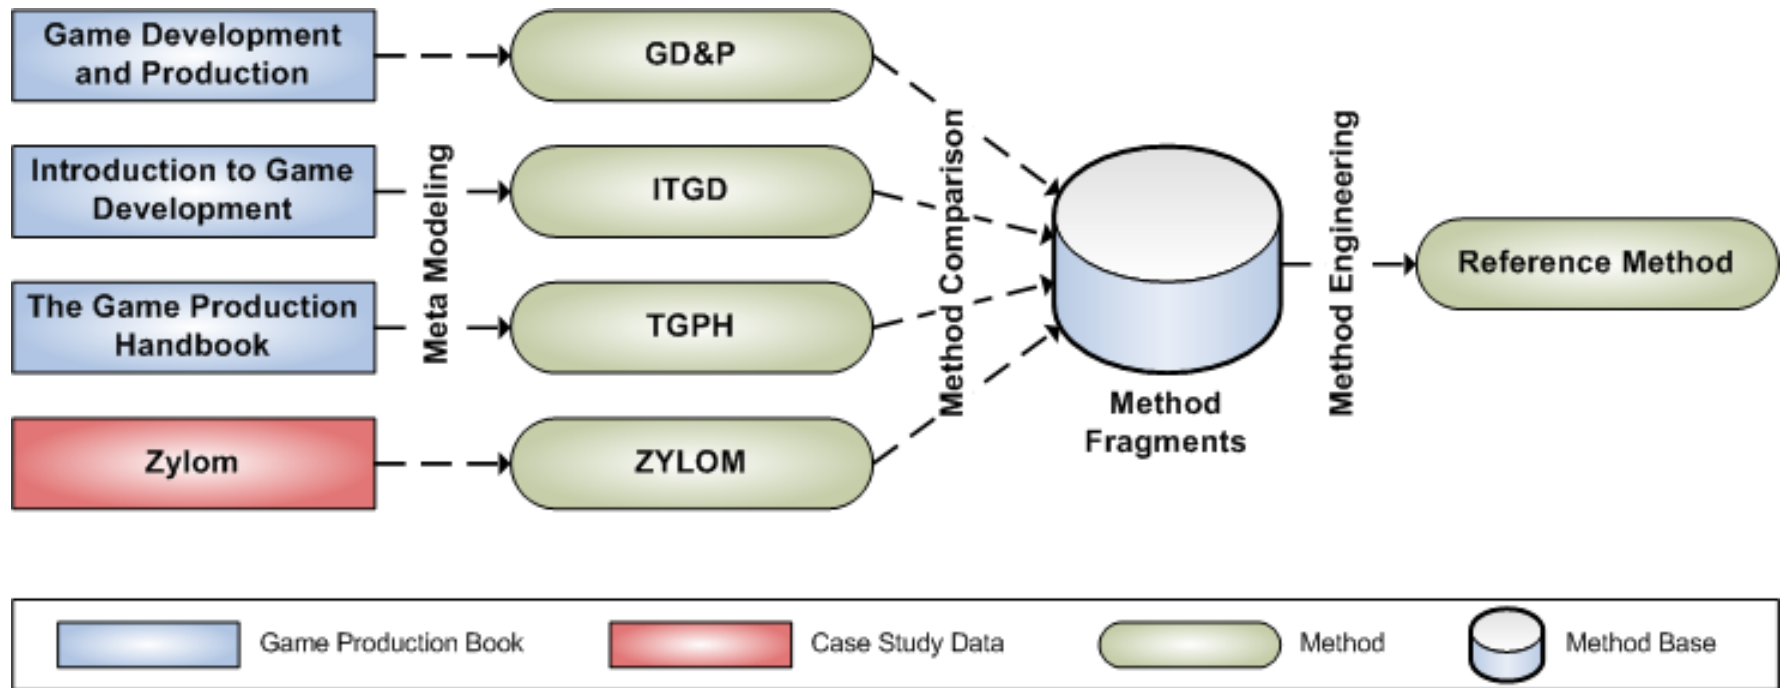 Game Development
and Production
GD&P
Introduction to Game
Development
ITGD
The Game Production
Handbook
TGPH
Zylom
ZYLOM
Meta Modeling
Method Comparison
Method
Fragments
Method Engineering
Reference Method
Game Production Book
Case Study Data
Method
Method Base